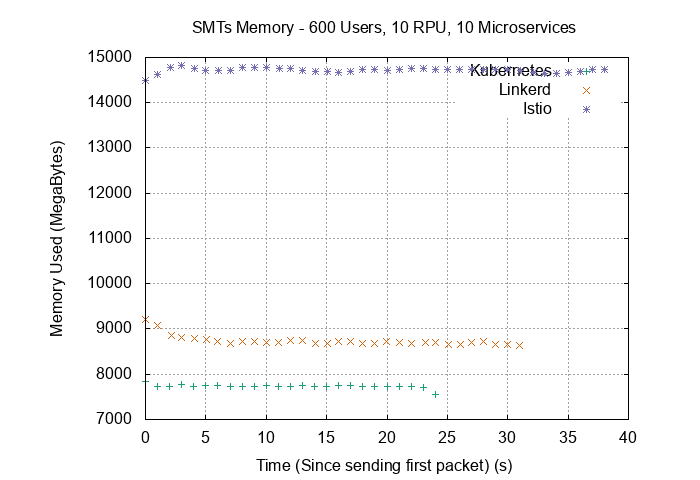 SMTs Memory - 600 Users, 10 RPU, 10 Microservices
15000
14000
13000
12000
11000
10000
9000
8000
7000
Memory Used (MegaBytes)
Kubernetes
Linkerd
Istio
0 5 10 15 20 25 30 35 40
Time (Since sending first packet) (s)